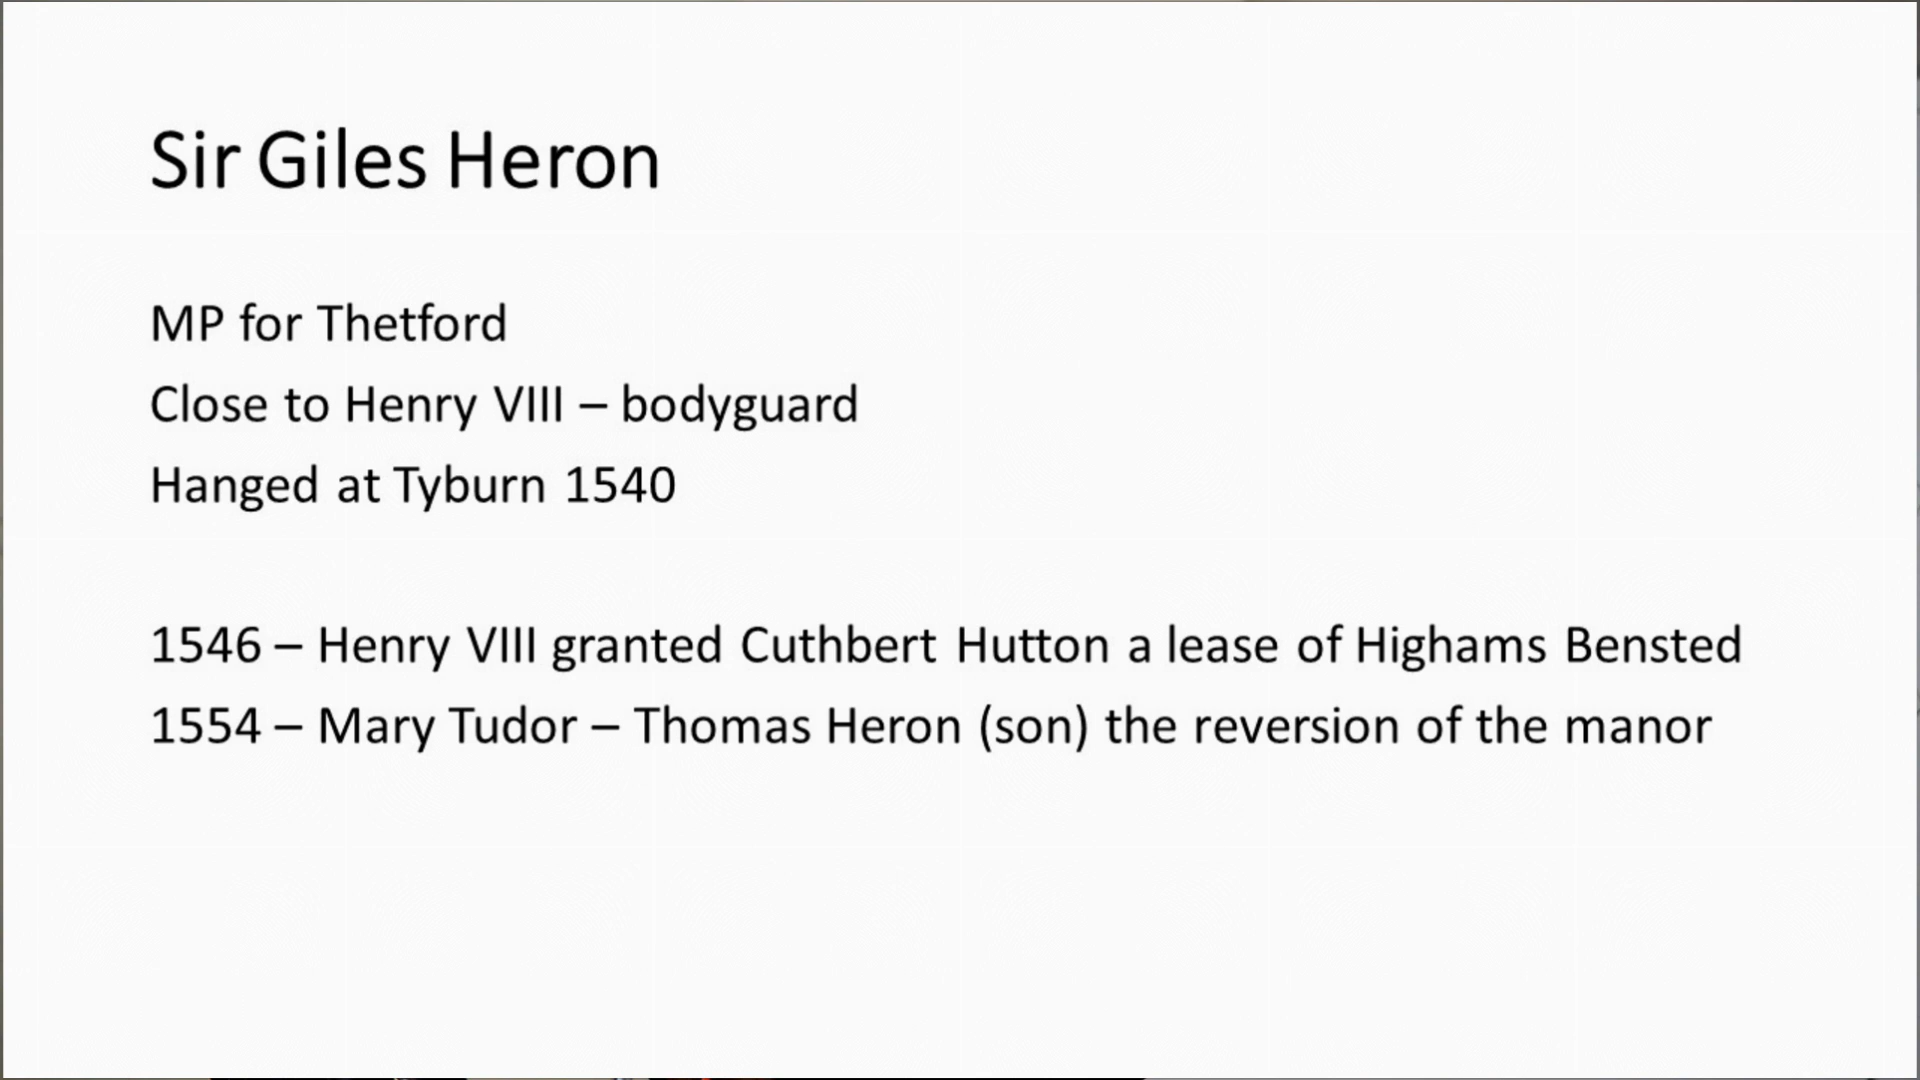 Sir Giles Heron
MP for Thetford
Close to Henry VIII – bodyguard
Hanged at Tyburn 1540
1546 – Henry VIII granted Cuthbert Hutton a lease of Highams Bensted
1554 – Mary Tudor – Thomas Heron (son) the reversion of the manor